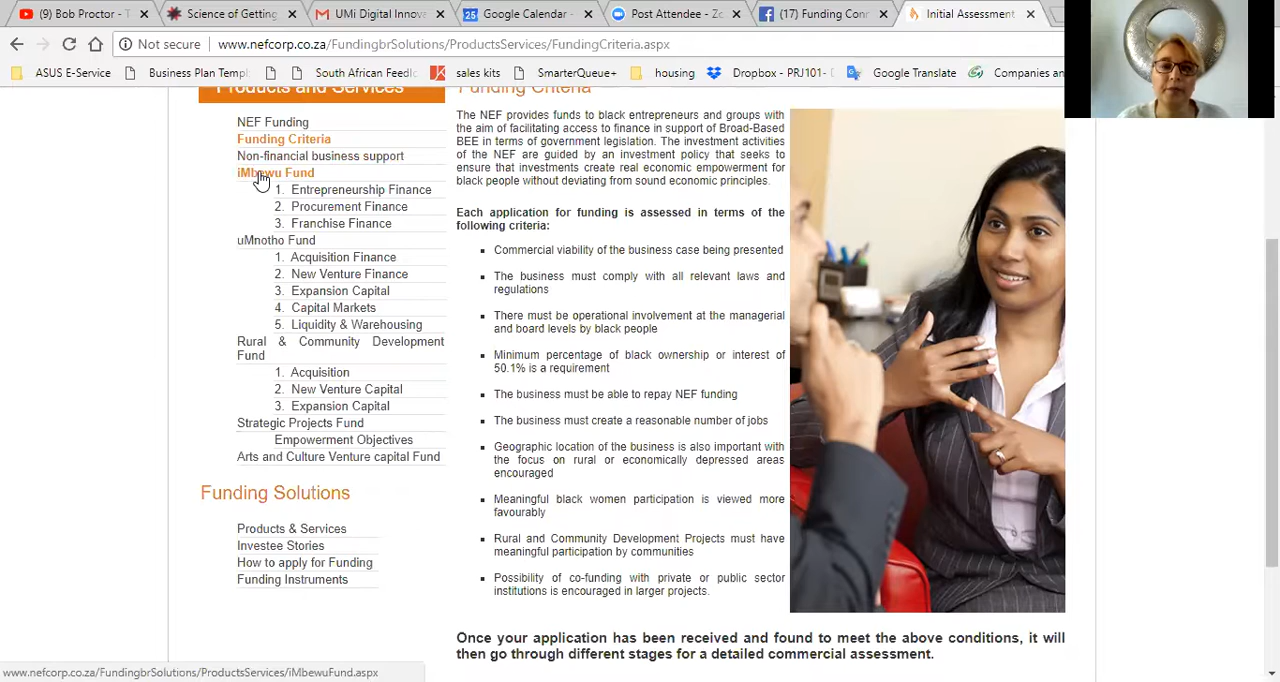 (9) Bob Proctor - T
Science of Getting
UMi Digital Innova
Google Calendar -
Post Attendee - Zo
(17) Funding Conn
Initial Assessment
Not secure
www.nefcorp.co.za/FundingbrSolutions/ProductsServices/FundingCriteria.aspx
ASUS E-Service
Business Plan Templ
South African Feedl
sales kits
SmarterQueue+
housing
Dropbox - PRJ101-
Google Translate
Companies an
Products and Services
NEF Funding
Funding Criteria
Non-financial business support
iMbewu Fund
1. Entrepreneurship Finance
2. Procurement Finance
3. Franchise Finance
uMnotho Fund
1. Acquisition Finance
2. New Venture Finance
3. Expansion Capital
4. Capital Markets
5. Liquidity & Warehousing
Rural & Community Development
Fund
1. Acquisition
2. New Venture Capital
3. Expansion Capital
Strategic Projects Fund
Empowerment Objectives
Arts and Culture Venture capital Fund
Funding Solutions
Products & Services
Investee Stories
How to apply for Funding
Funding Instruments
Funding Criteria
The NEF provides funds to black entrepreneurs and groups with
the aim of facilitating access to finance in support of Broad-Based
BEE in terms of government legislation. The investment activities
of the NEF are guided by an investment policy that seeks to
ensure that investments create real economic empowerment for
black people without deviating from sound economic principles.
Each application for funding is assessed in terms of the
following criteria:
Commercial viability of the business case being presented
The business must comply with all relevant laws and
regulations
There must be operational involvement at the managerial
and board levels by black people
Minimum percentage of black ownership or interest of
50.1% is a requirement
The business must be able to repay NEF funding
The business must create a reasonable number of jobs
Geographic location of the business is also important with
the focus on rural or economically depressed areas
encouraged
Meaningful black women participation is viewed more
favourably
Rural and Community Development Projects must have
meaningful participation by communities
Possibility of co-funding with private or public sector
institutions is encouraged in larger projects.
Once your application has been received and found to meet the above conditions, it will
then go through different stages for a detailed commercial assessment.
www.nefcorp.co.za/FundingbrSolutions/ProductsServices/iMbewuFund.aspx